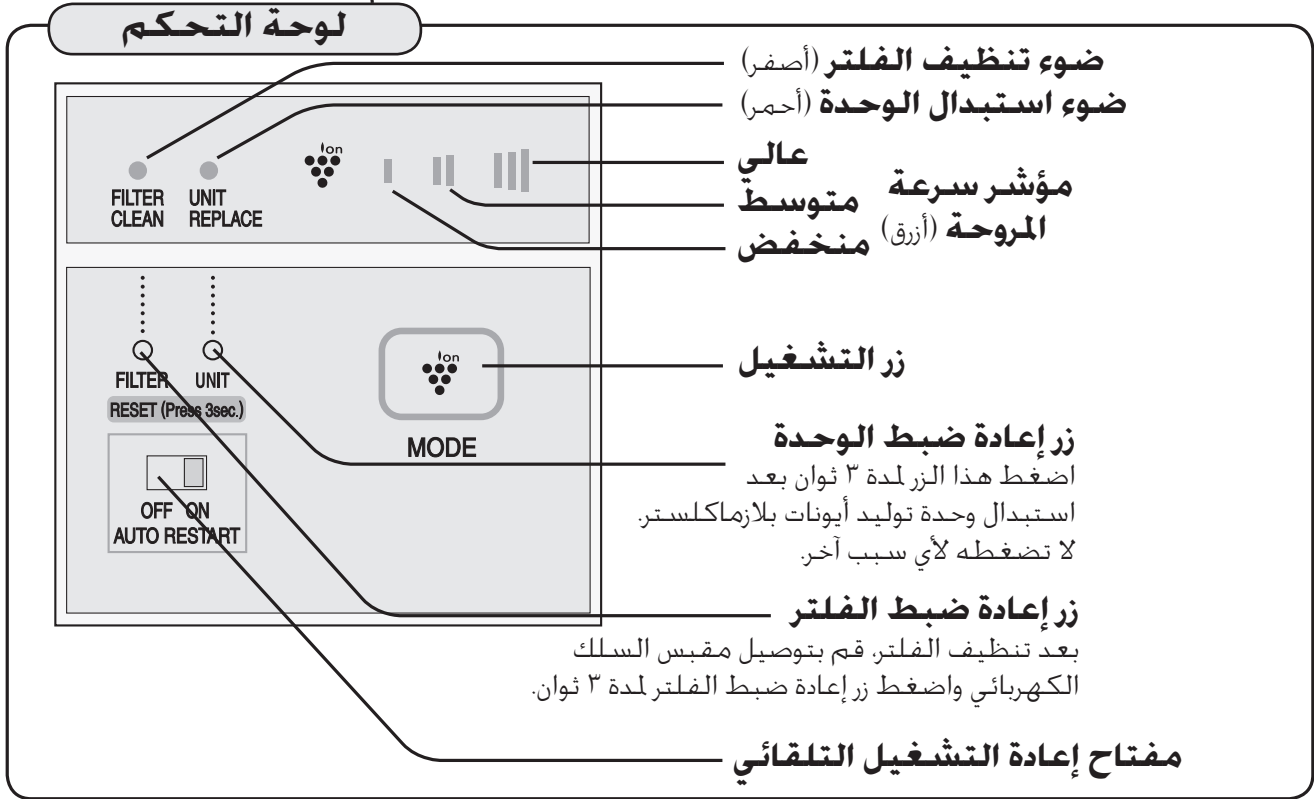 لوحة التحكم
ضوء تنظيف الفلتر (أصفر)
ضوء استبدال الوحدة (أحمر)
مؤشر سرعة
المروحة (أزرق)
عالي
متوسط
منخفض
زر التشغيل
زر إعادة ضبط الوحدة
اضغط هذا الزر لمدة ٣ ثوان بعد
استبدال وحدة توليد أيونات بلازماكلستر.
لا تضغطه لأي سبب آخر.
زر إعادة ضبط الفلتر
بعد تنظيف الفلتر، قم بتوصيل مقبس السلك
الكهربائي واضغط زر إعادة ضبط الفلتر لمدة ٣ ثوان.
مفتاح إعادة التشغيل التلقائي
ion
FILTER
CLEAN
UNIT
REPLACE
FILTER UNIT
RESET (Press 3sec.)
ion
MODE
OFF ON
AUTO RESTART